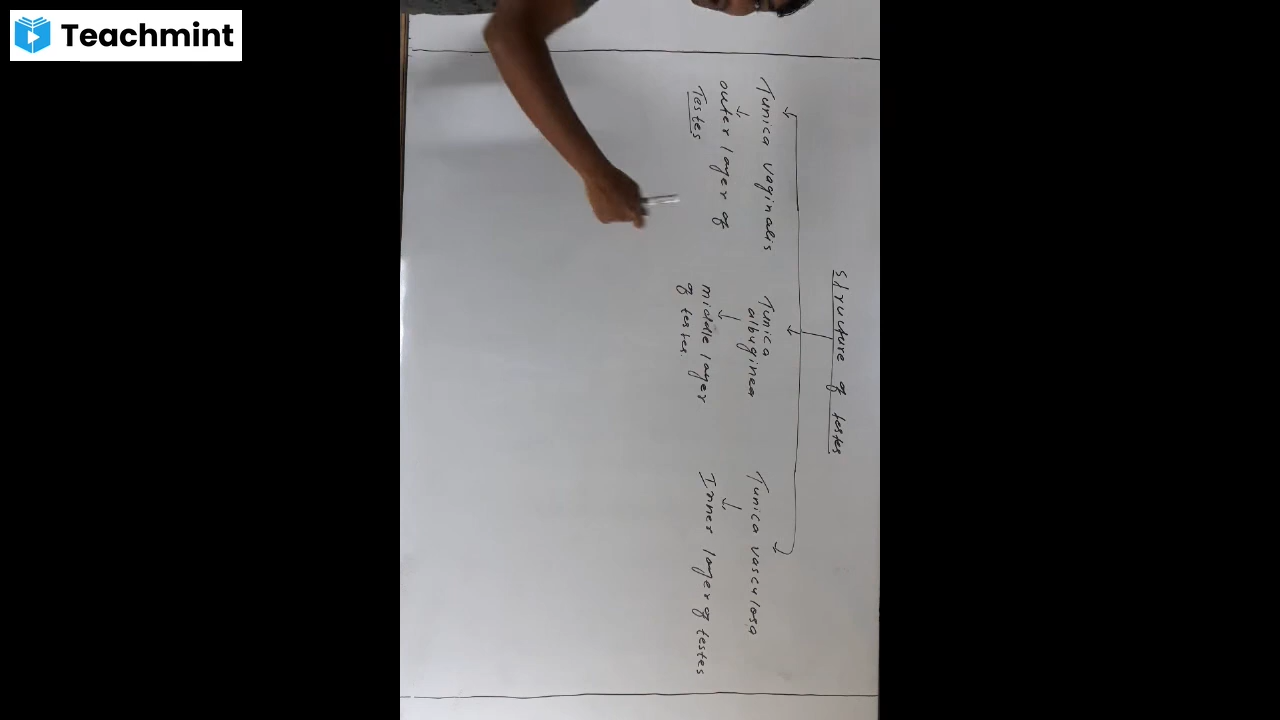 Teachmint
Structure of testes
Tunica vaginalis
outer layer of
Testes
Tunica
albuginea
middle layer
of testes.
Tunica vasculosa
Inner layer of testes